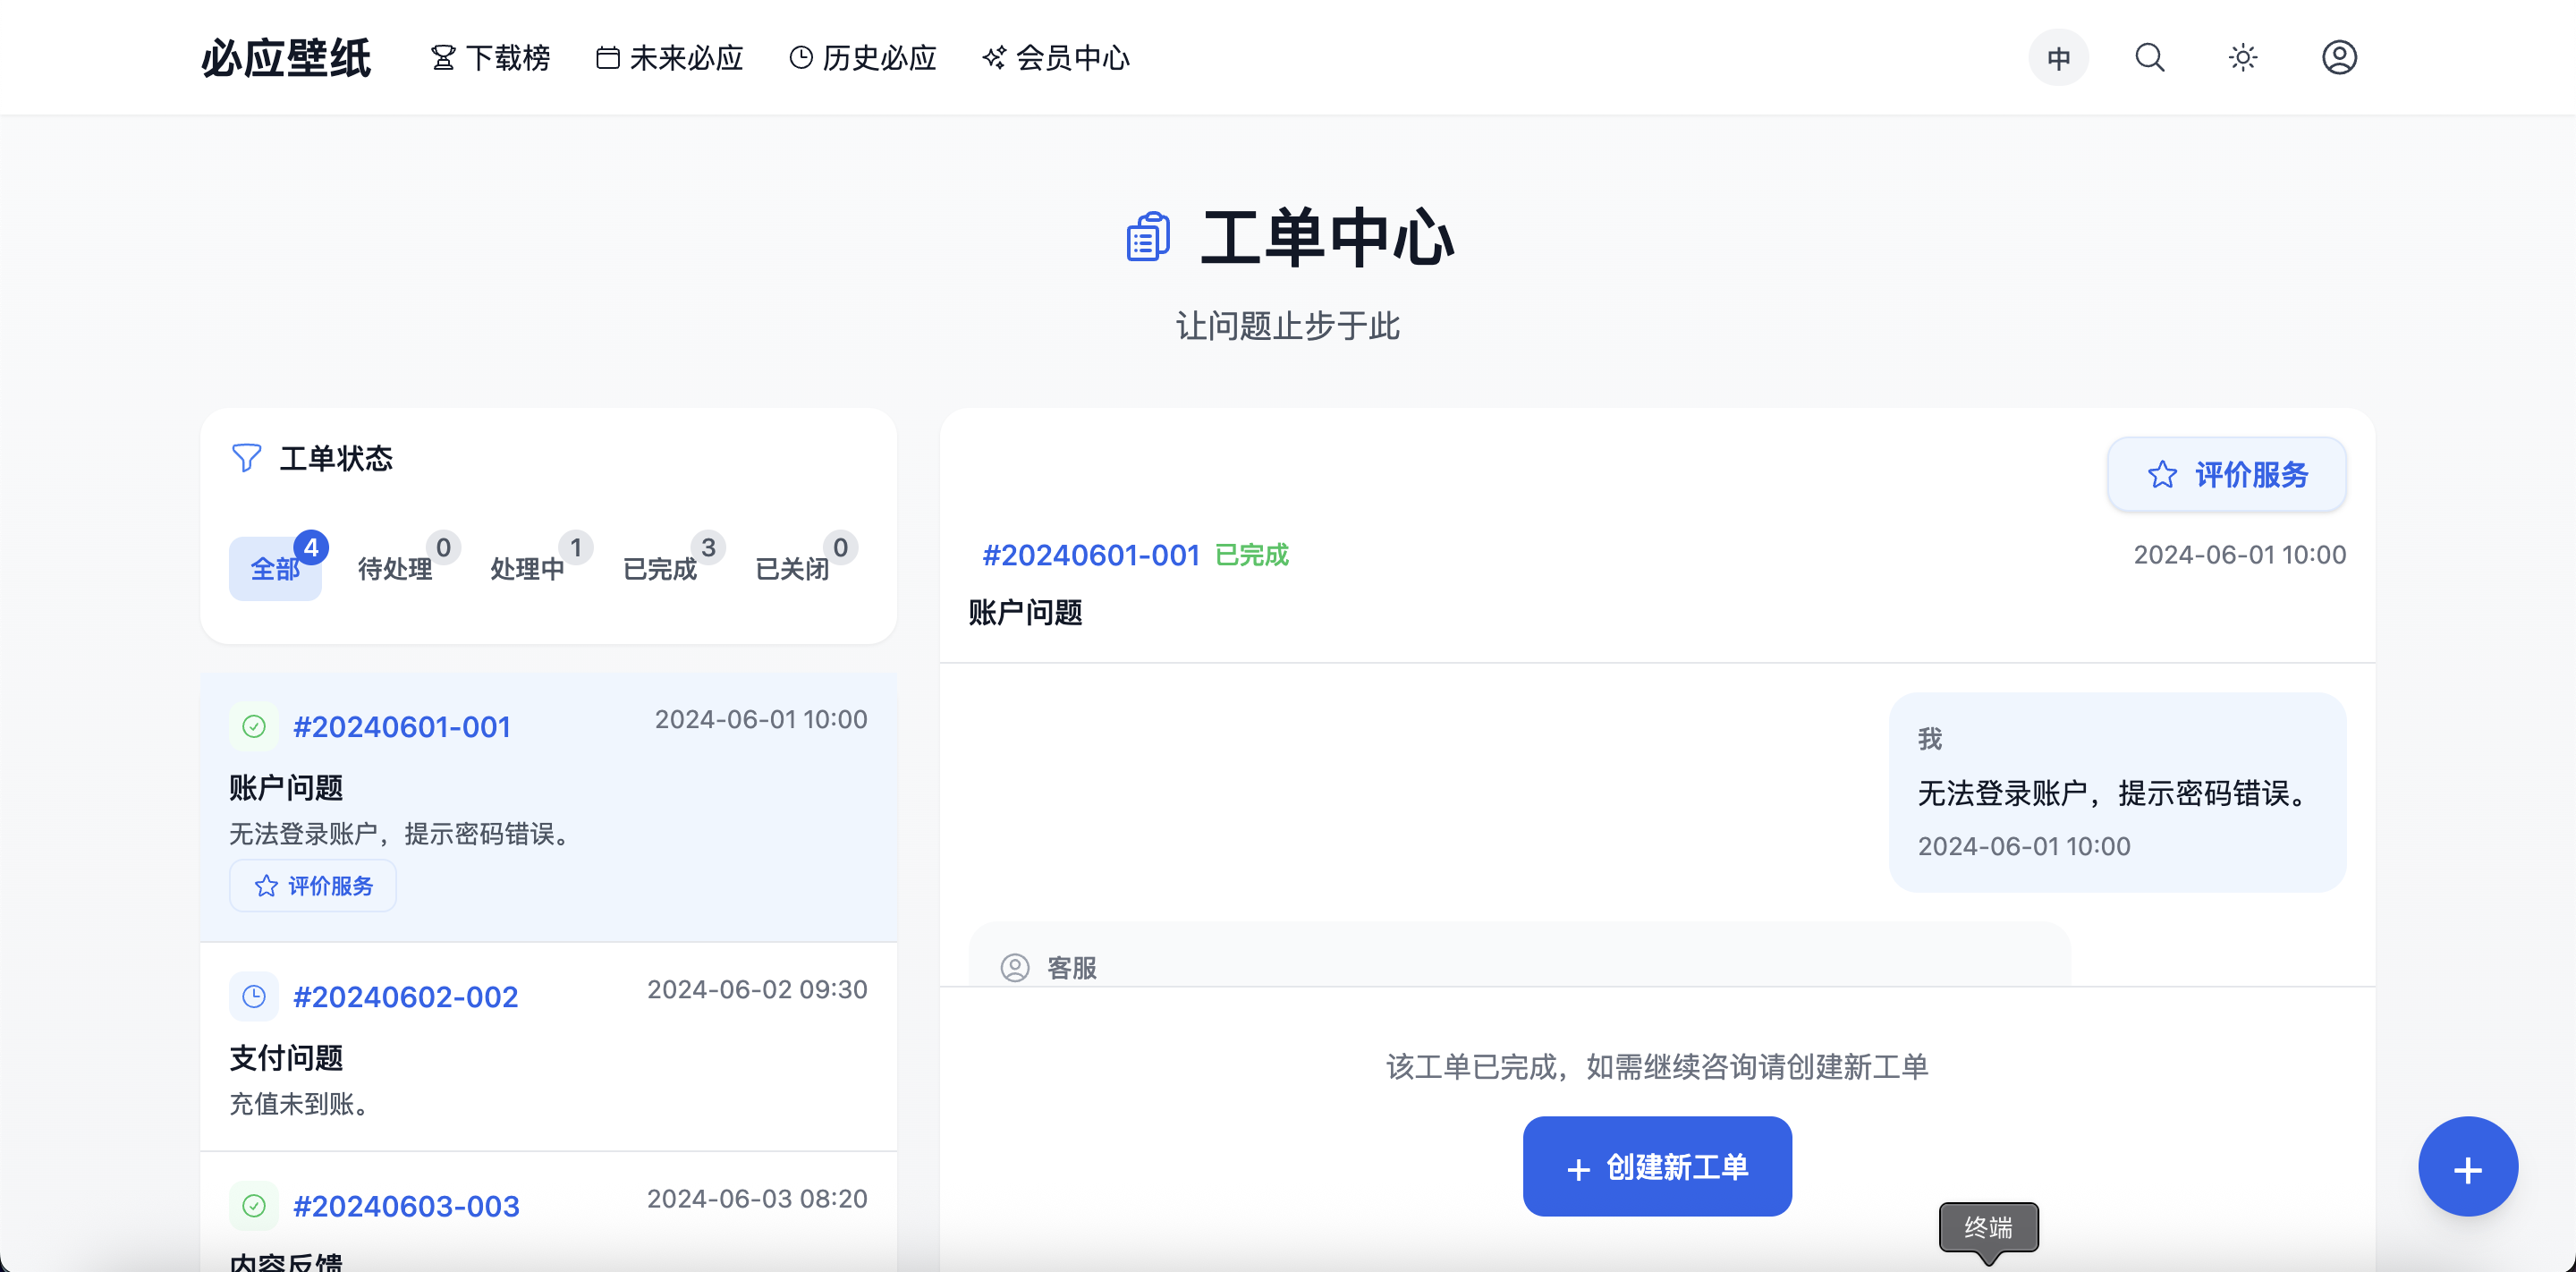 必应壁纸 下载榜 未来必应 历史必应 会员中心 中
工单中心
让问题止步于此
工单状态
全部 4 待处理 0 处理中 1 已完成 3 已关闭 0
#20240601-001 2024-06-01 10:00
账户问题
无法登录账户，提示密码错误。
评价服务
#20240602-002 2024-06-02 09:30
支付问题
充值未到账。
#20240603-003 2024-06-03 08:20
内容反馈
评价服务
#20240601-001 已完成 2024-06-01 10:00
账户问题
我
无法登录账户，提示密码错误。
2024-06-01 10:00
客服
该工单已完成，如需继续咨询请创建新工单
+ 创建新工单
终端
+